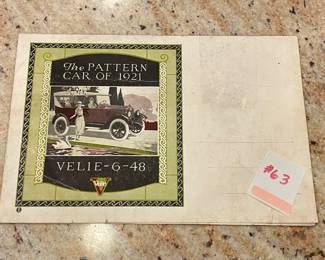 The PATTERN
CAR OF 1921
VELIE-6-48
#63